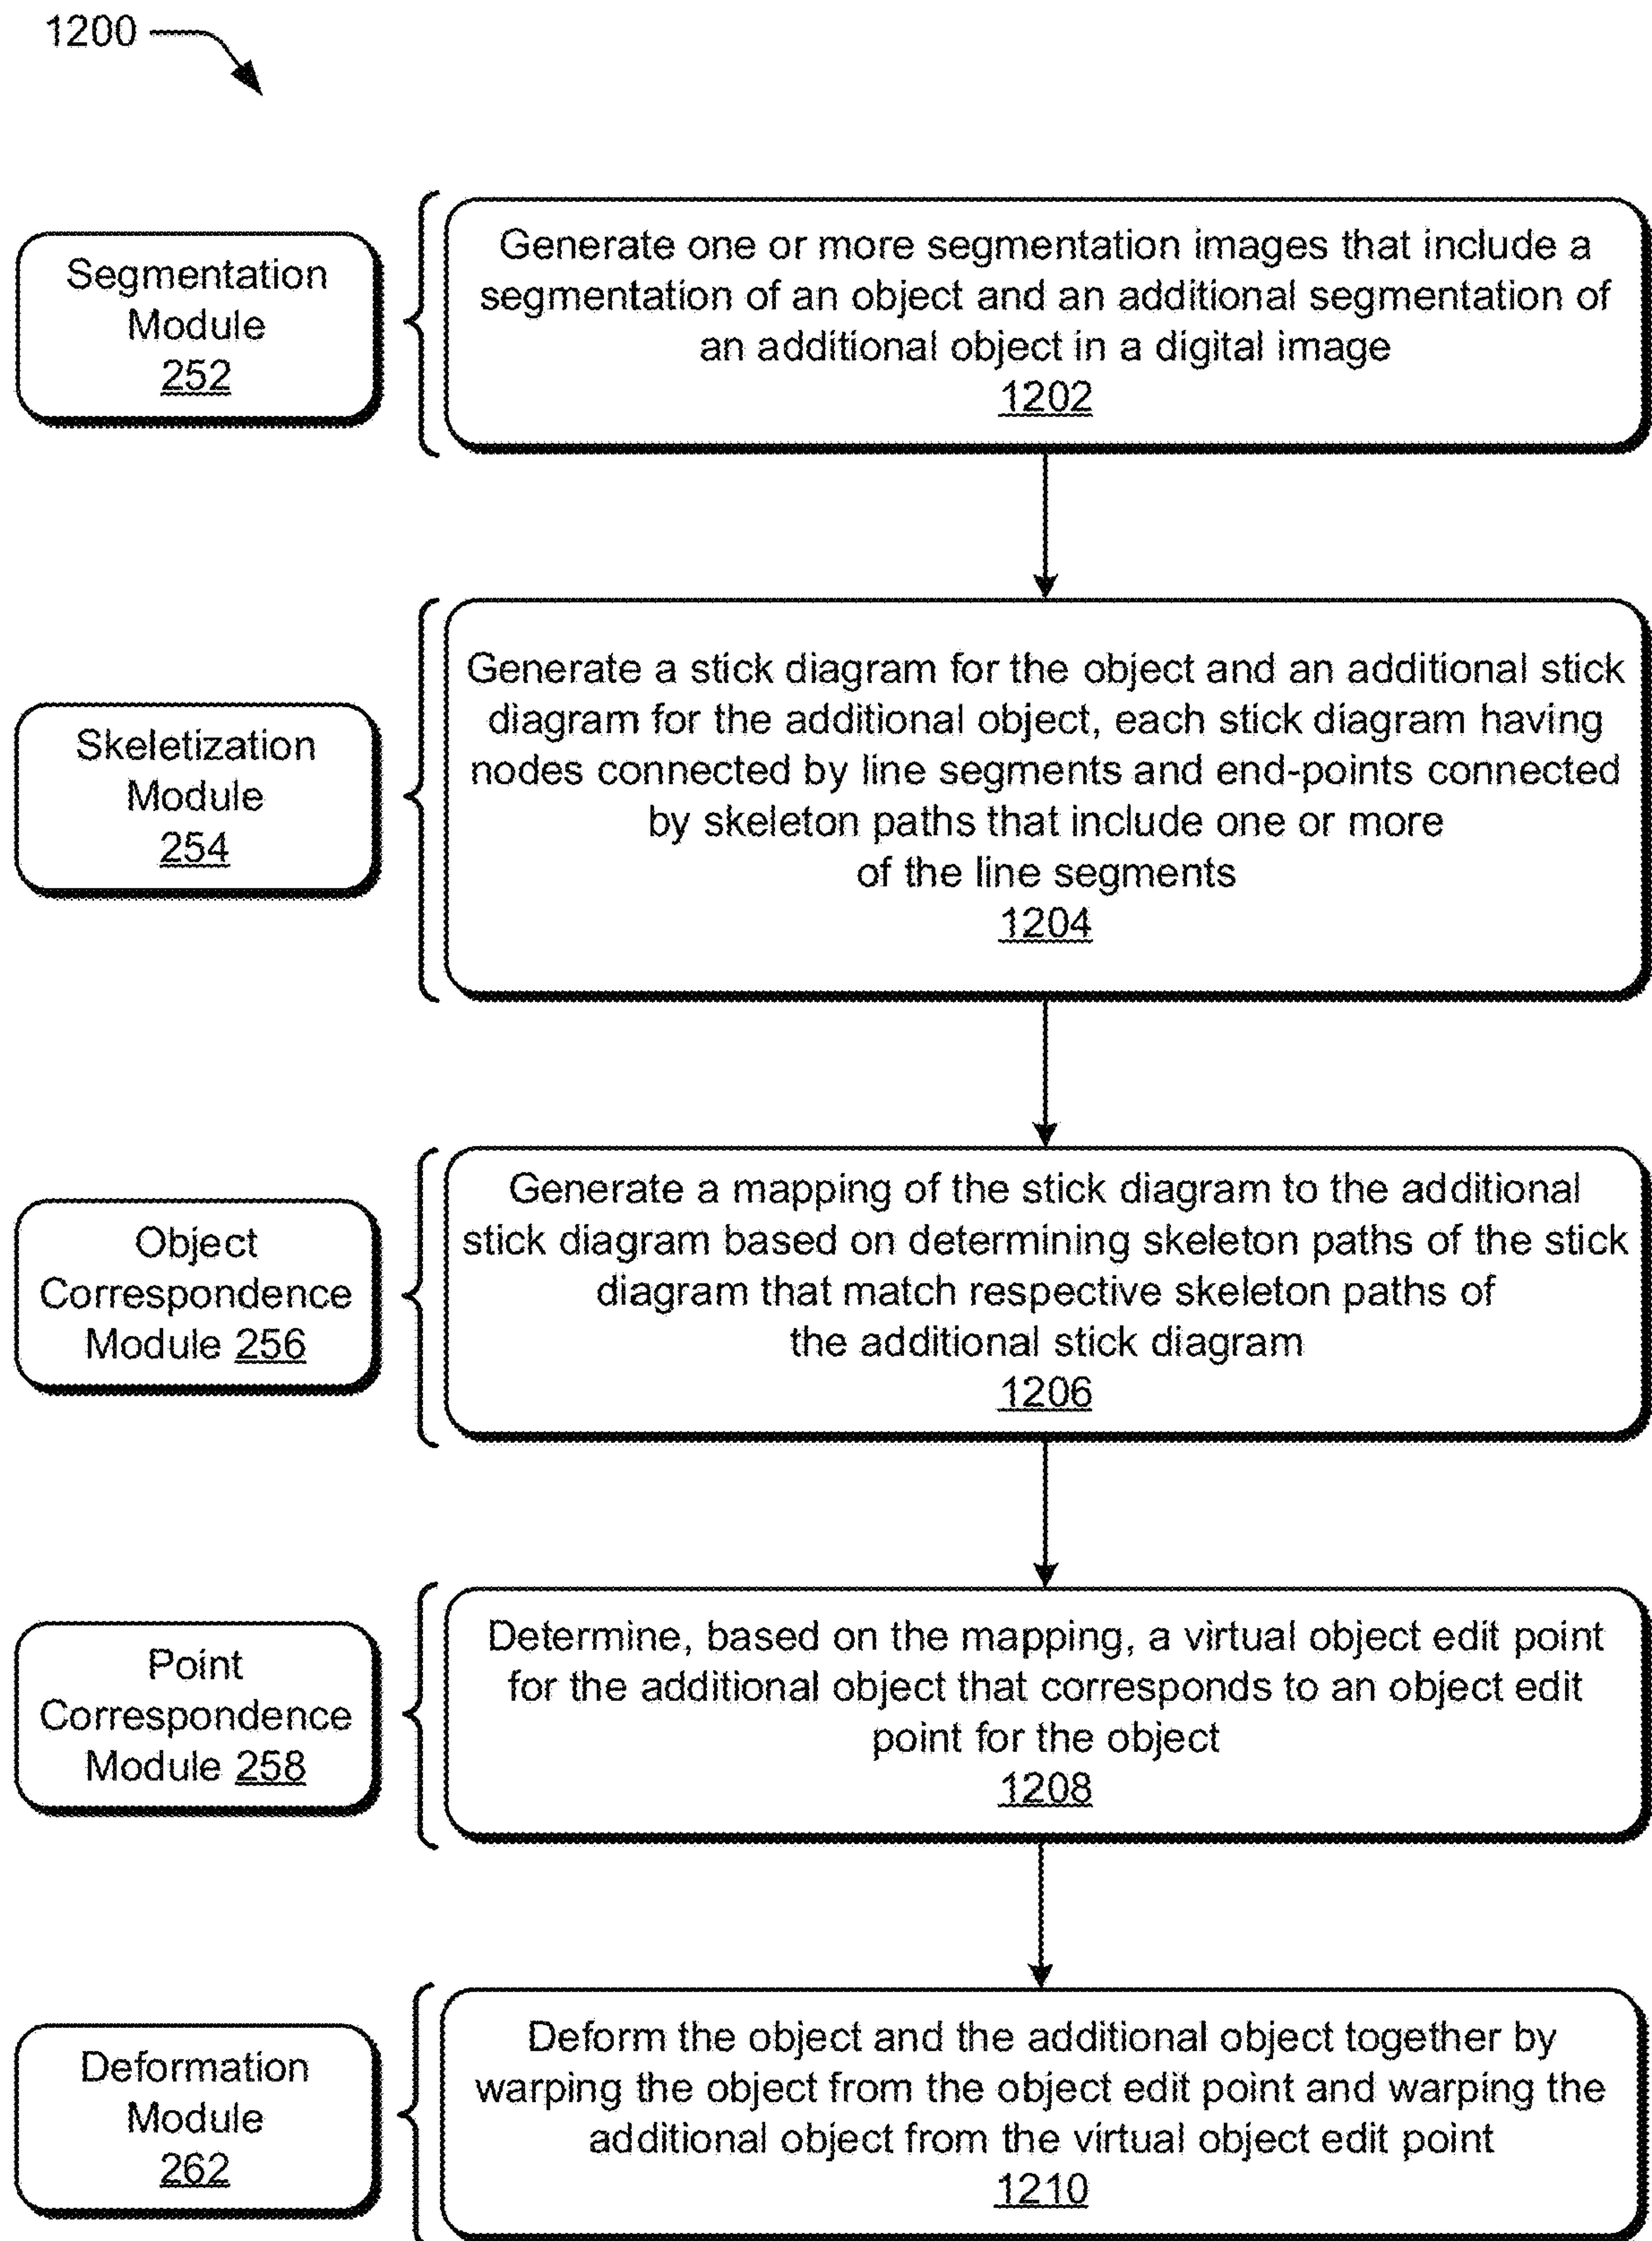 1200
Segmentation
Module
252
Generate one or more segmentation images that include a
segmentation of an object and an additional segmentation of
an additional object in a digital image
1202
Skeletization
Module
254
Generate a stick diagram for the object and an additional stick
diagram for the additional object, each stick diagram having
nodes connected by line segments and end-points connected
by skeleton paths that include one or more
of the line segments
1204
Object
Correspondence
Module 256
Generate a mapping of the stick diagram to the additional
stick diagram based on determining skeleton paths of the stick
diagram that match respective skeleton paths of
the additional stick diagram
1206
Point
Correspondence
Module 258
Determine, based on the mapping, a virtual object edit point
for the additional object that corresponds to an object edit
point for the object
1208
Deformation
Module
262
Deform the object and the additional object together by
warping the object from the object edit point and warping the
additional object from the virtual object edit point
1210